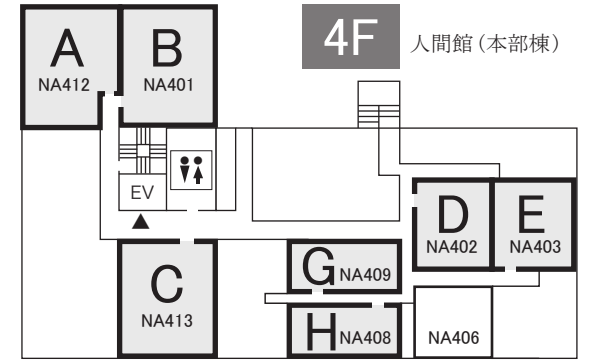 4F 人間館(本部棟)
A
NA412
B
NA401
EV
D
NA402
E
NA403
C
NA413
G NA409
H NA408
NA406